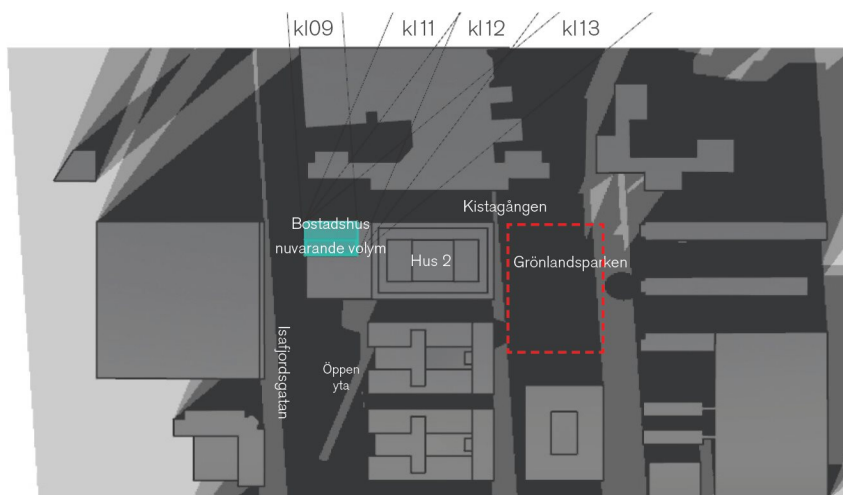 kl09
kl11
kl12
kl13
Kistagången
Bostadshus
nuvarande volym
Hus 2
Grönlandsparken
Isafjordsgatan
Öppen
yta